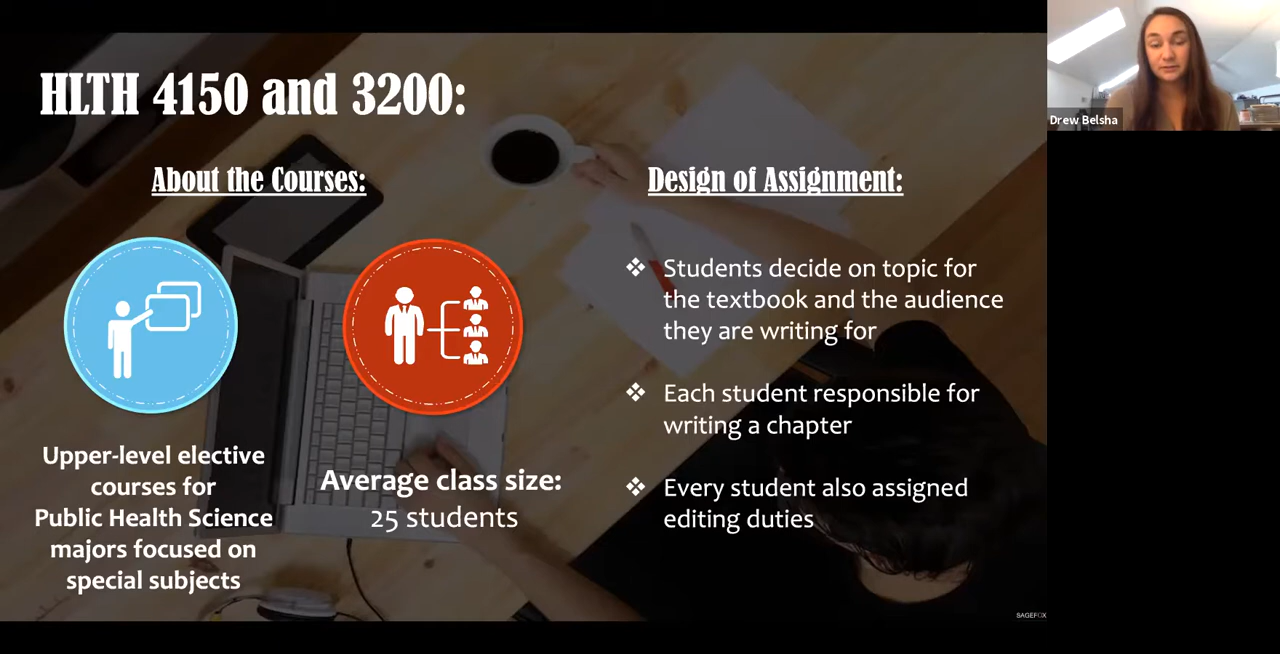 HLTH 4150 and 3200:
About the Courses:
Upper-level elective
courses for
Public Health Science
majors focused on
special subjects
Average class size:
25 students
Design of Assignment:
❖ Students decide on topic for
the textbook and the audience
they are writing for
❖ Each student responsible for
writing a chapter
❖ Every student also assigned
editing duties
SAGEFOX
Drew Belsha